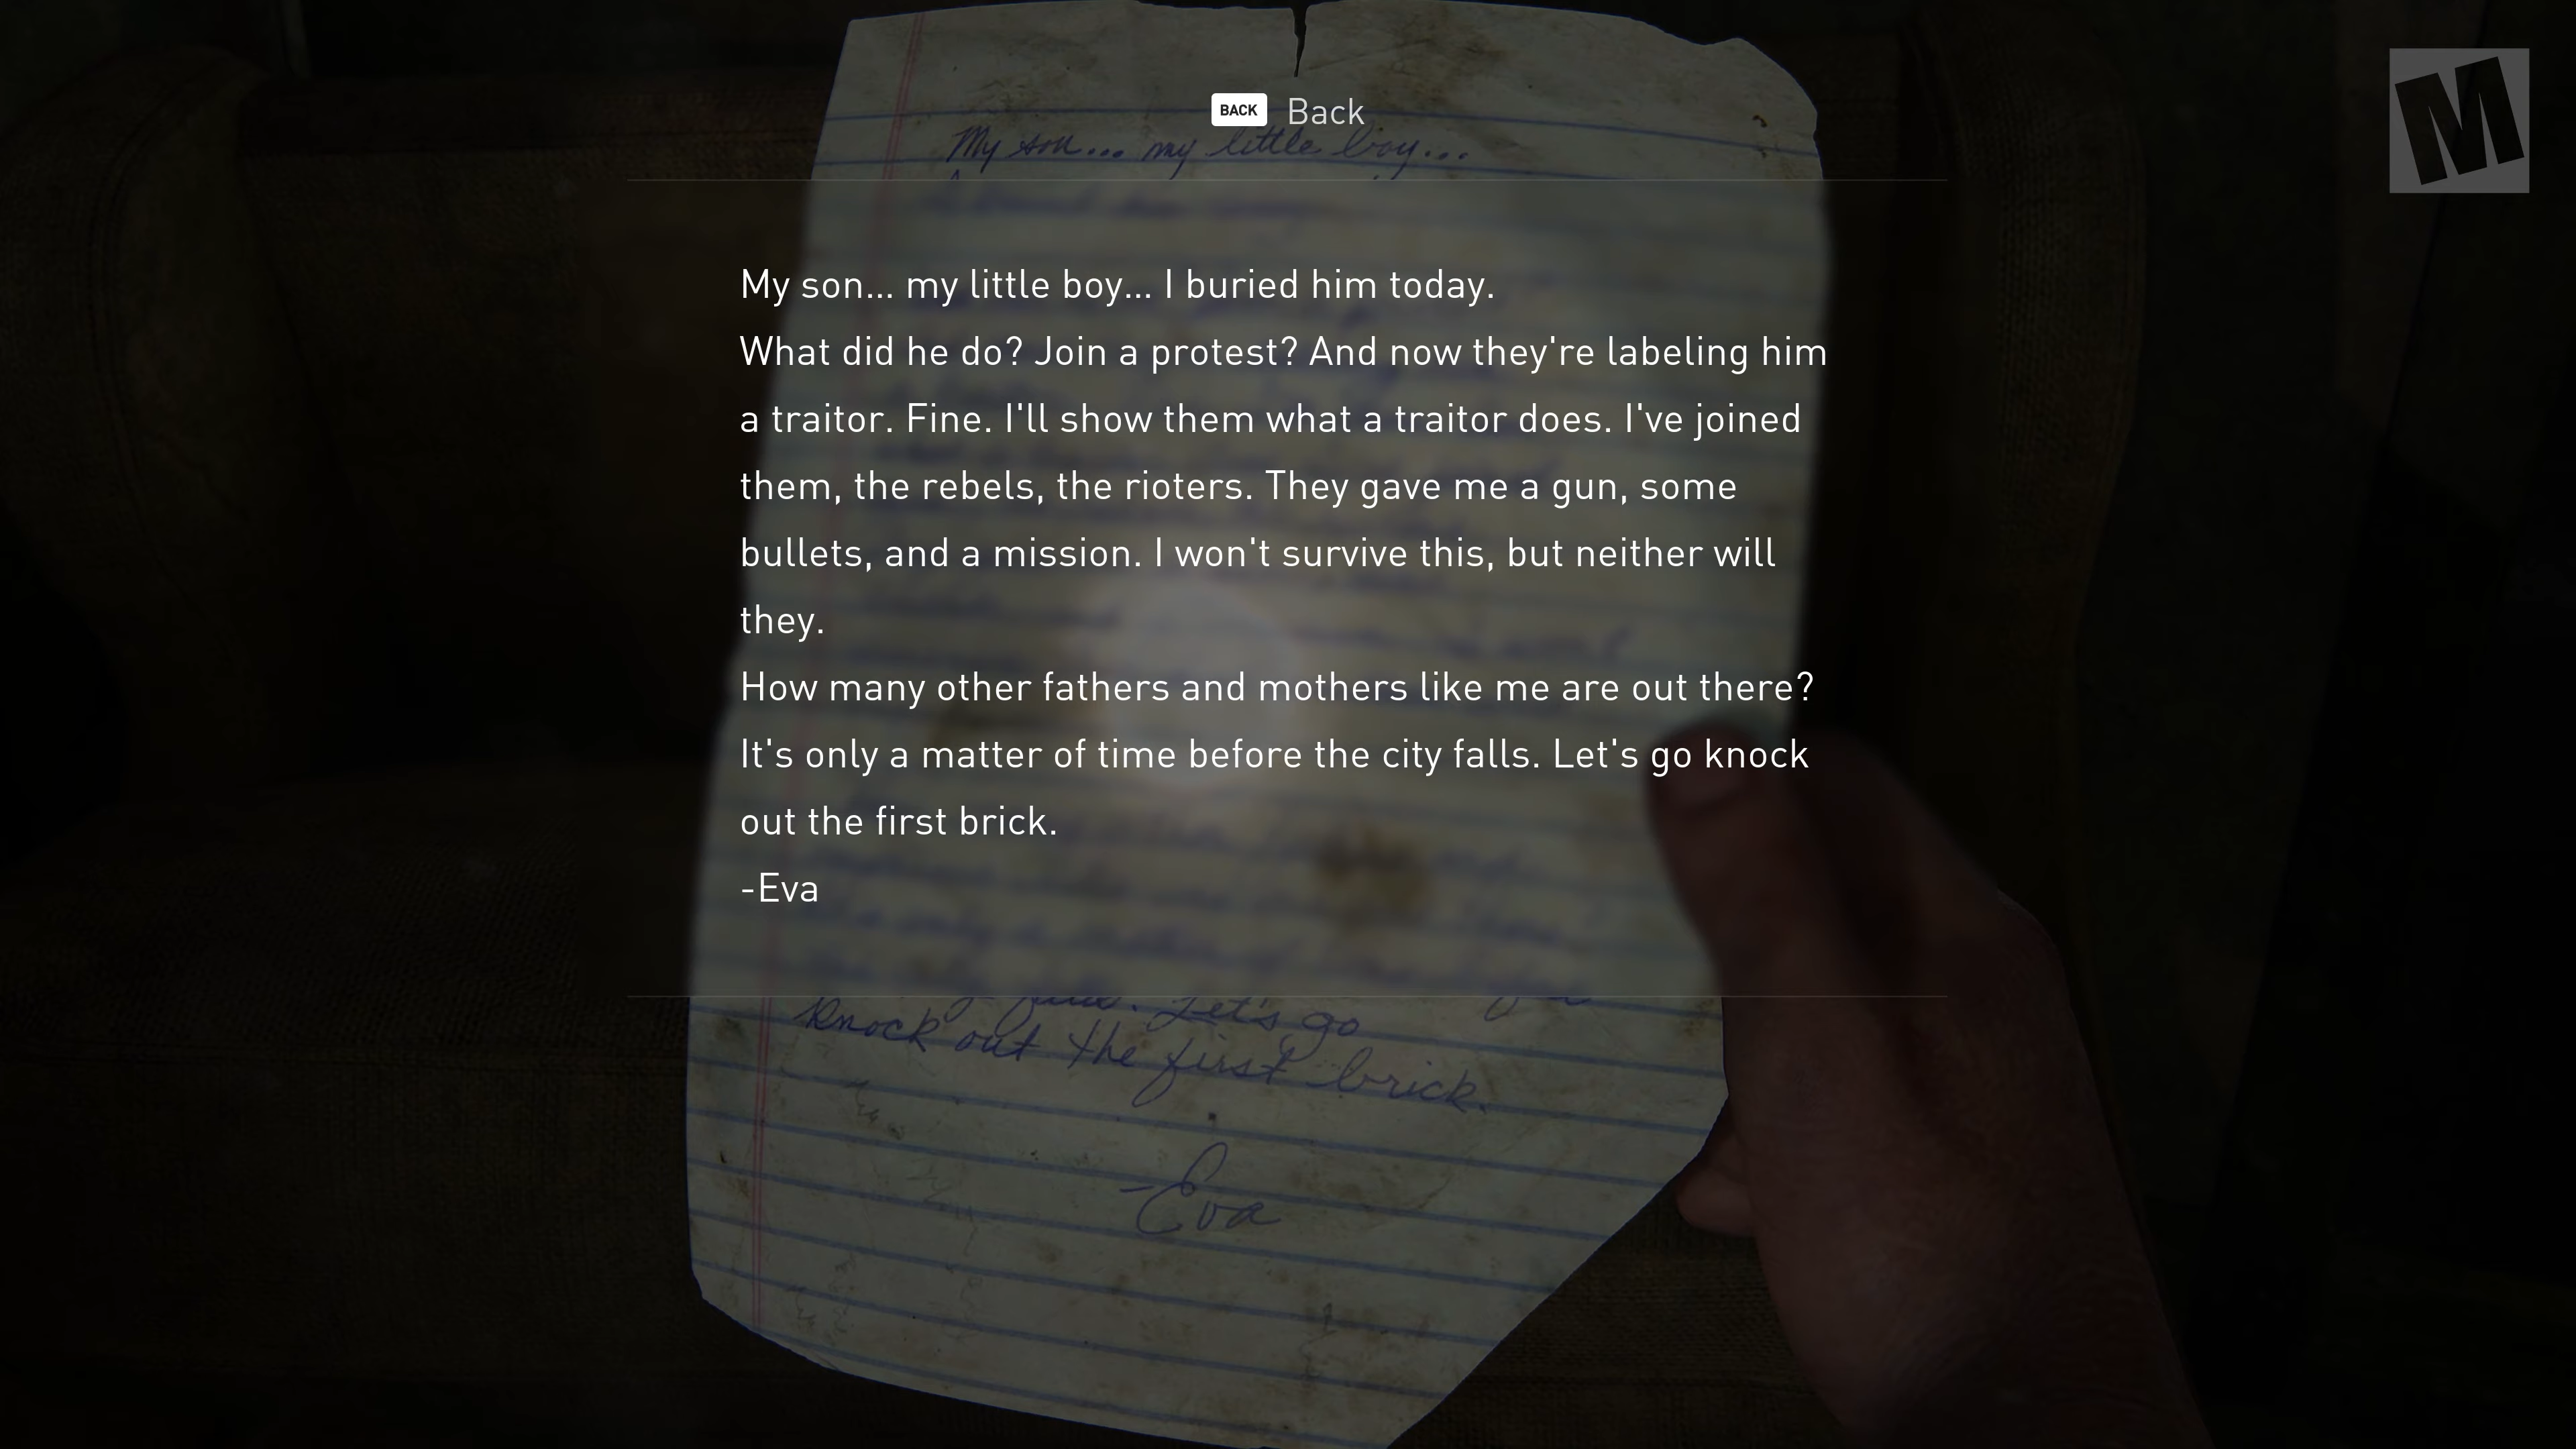 BACK Back
M
My son... my little boy...
My son... my little boy... I buried him today.
What did he do? Join a protest? And now they're labeling him
a traitor. Fine. I'll show them what a traitor does. I've joined
them, the rebels, the rioters. They gave me a gun, some
bullets, and a mission. I won't survive this, but neither will
they.
How many other fathers and mothers like me are out there?
It's only a matter of time before the city falls. Let's go knock
out the first brick.
-Eva
Let's go
knock out the first brick.
-Eva